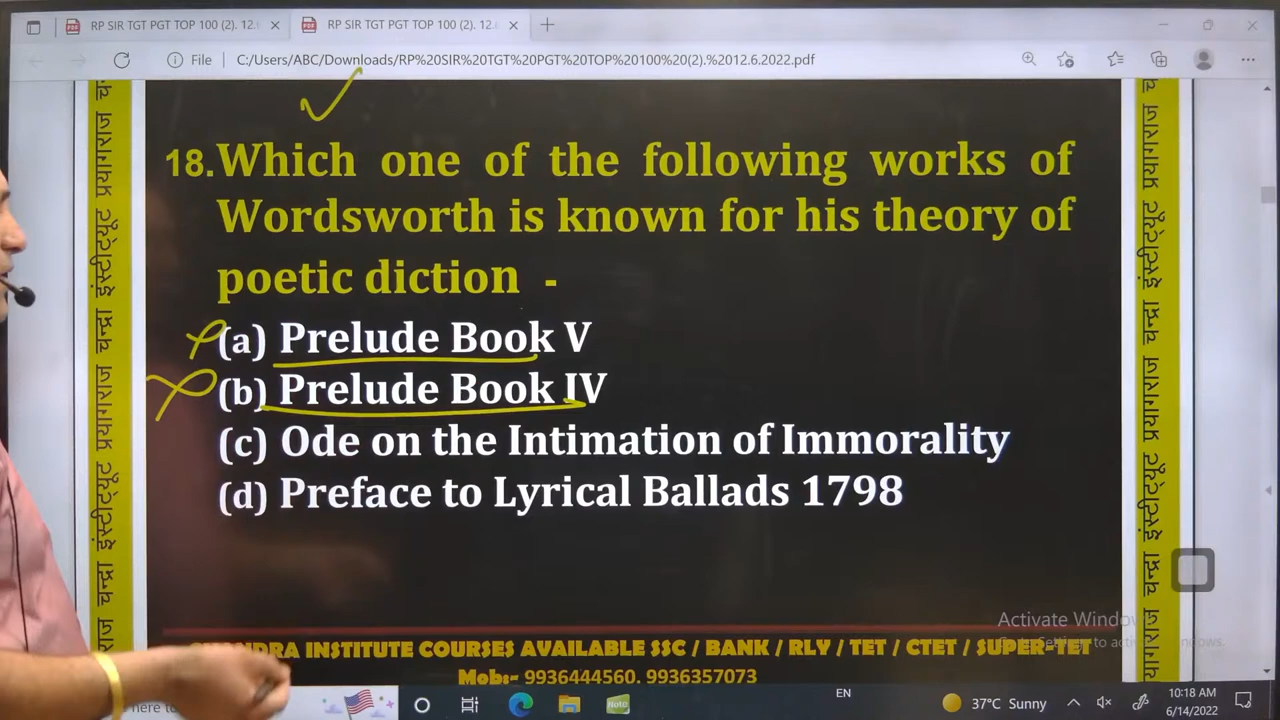 RP SIR TGT PGT TOP 100 (2). 12.
RP SIR TGT PGT TOP 100 (2). 12.
File
C:/Users/ABC/Downloads/RP%20SIR%20TGT%20PGT%20TOP%20100%20(2).%2012.6.2022.pdf
18.Which one of the following works of
Wordsworth is known for his theory of
poetic diction -
(a) Prelude Book V
(b) Prelude Book IV
(c) Ode on the Intimation of Immorality
(d) Preface to Lyrical Ballads 1798
चन्द्रा इंस्टीट्यूट प्रयागराज
चन्द्रा इंस्टीट्यूट प्रयागराज
Activate
INSTITUTE COURSES AVAILABLE SSC / BANK / RLY / TET / CTET / SUPER-TET
Mob:- 9936444560. 9936357073
here
Note
EN
37°C Sunny
10:18 AM
6/14/2022